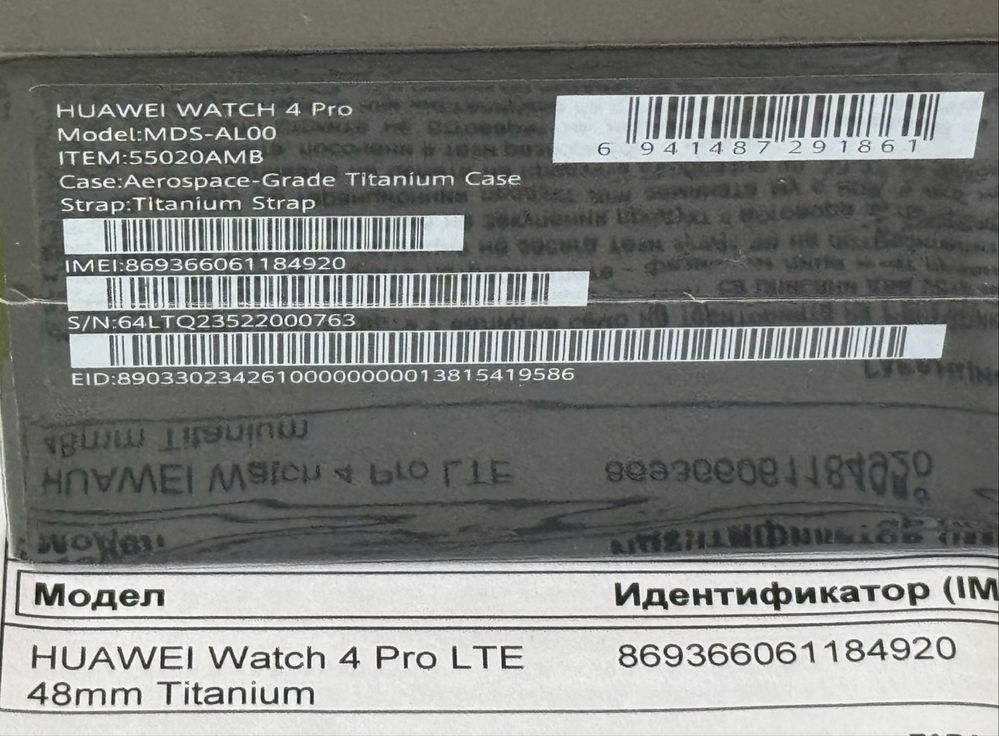 HUAWEI WATCH 4 Pro
Model:MDS-AL00
ITEM:55020AMB
Case:Aerospace-Grade Titanium Case
Strap:Titanium Strap
6 941487 291861
IMEI:869366061184920
S/N:64LTQ23522000763
EID:89033023426100000000013815419586
Модел
Идентификатор (IM
HUAWEI Watch 4 Pro LTE
48mm Titanium
869366061184920